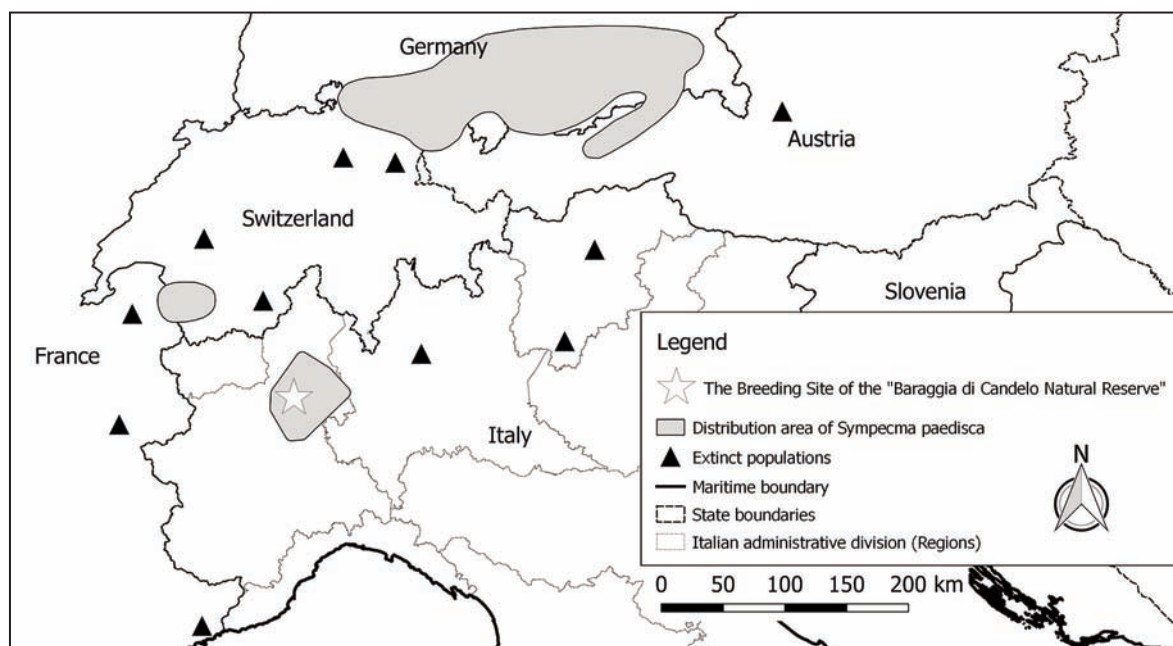 Germany
Austria
Switzerland
Slovenia
France
Italy
Legend
The Breeding Site of the "Baraggia di Candelo Natural Reserve"
Distribution area of Sympecma paedisca
Extinct populations
Maritime boundary
State boundaries
Italian administrative division (Regions)
N
0 50 100 150 200 km